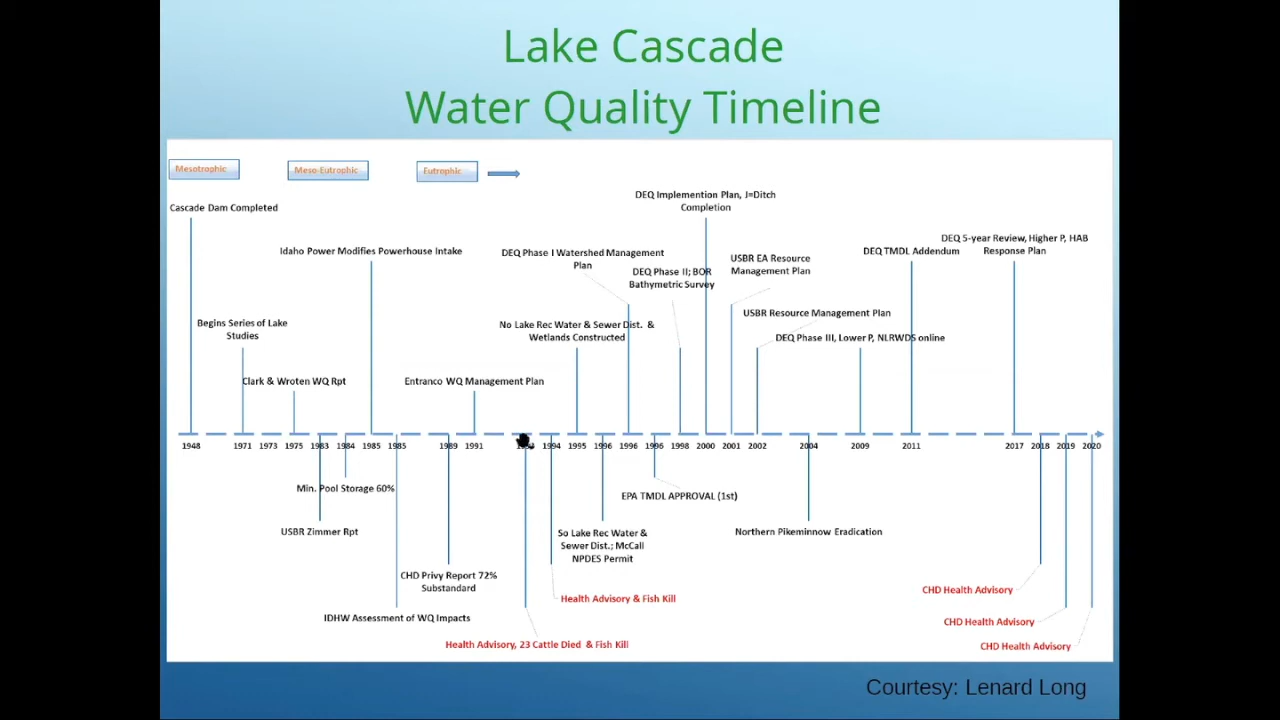 Lake Cascade
Water Quality Timeline
Mesotrophic
Meso-Eutrophic
Eutrophic
DEQ Implemention Plan, J=Ditch
Completion
Cascade Dam Completed
DEQ 5-year Review, Higher P, HAB
Response Plan
Idaho Power Modifies Powerhouse Intake
DEQ Phase I Watershed Management
Plan
DEQ TMDL Addendum
USBR EA Resource
Management Plan
DEQ Phase II; BOR
Bathymetric Survey
USBR Resource Management Plan
Begins Series of Lake
Studies
No Lake Rec Water & Sewer Dist. &
Wetlands Constructed
DEQ Phase III, Lower P, NLRWDS online
Clark & Wroten WQ Rpt
Entranco WQ Management Plan
1948 1971 1973 1975 1983 1984 1985 1985 1989 1991 1994 1995 1996 1996 1996 1998 2000 2001 2002 2004 2009 2011 2017 2018 2019 2020
Min. Pool Storage 60%
EPA TMDL APPROVAL (1st)
USBR Zimmer Rpt
So Lake Rec Water &
Sewer Dist.; McCall
NPDES Permit
Northern Pikeminnow Eradication
CHD Privy Report 72%
Substandard
CHD Health Advisory
Health Advisory & Fish Kill
IDHW Assessment of WQ Impacts
CHD Health Advisory
Health Advisory, 23 Cattle Died & Fish Kill
CHD Health Advisory
Courtesy: Lenard Long